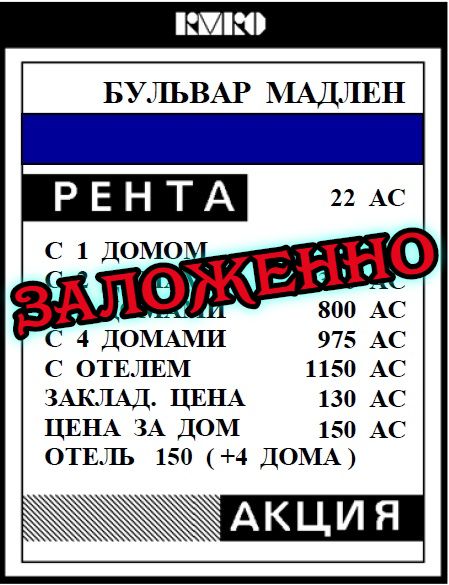 KMKO
БУЛЬВАР МАДЛЕН
РЕНТА 22 АС
С 1 ДОМОМ
ЗАЛОЖЕННО
АС
800 АС
С 4 ДОМАМИ 975 АС
С ОТЕЛЕМ 1150 АС
ЗАКЛАД. ЦЕНА 130 АС
ЦЕНА ЗА ДОМ 150 АС
ОТЕЛЬ 150 ( +4 ДОМА )
АКЦИЯ